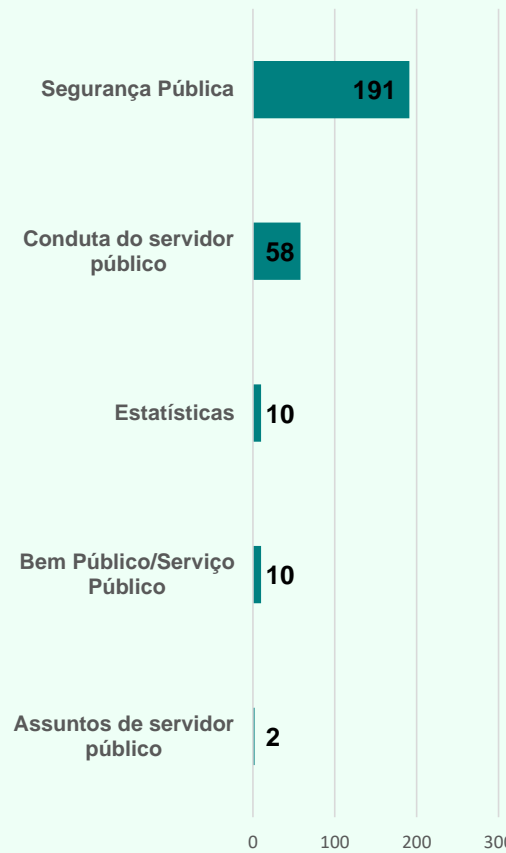 Segurança Pública
191
Conduta do servidor
público
58
Estatísticas
10
Bem Público/Serviço
Público
10
Assuntos de servidor
público
2
0 100 200 300